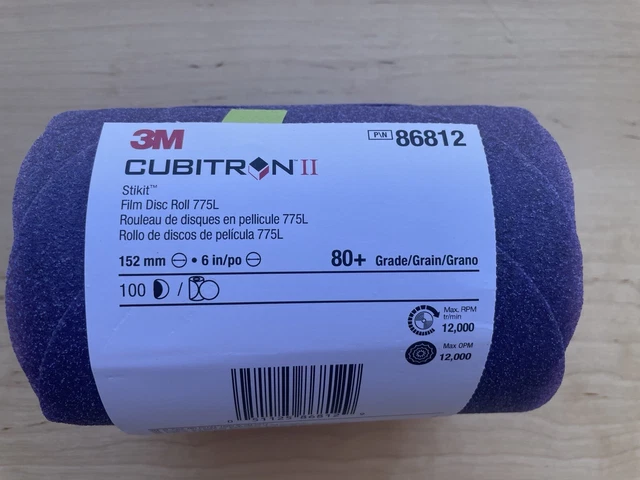 3M
P\N 86812
CUBITRON™ II
Stikit™
Film Disc Roll 775L
Rouleau de disques en pellicule 775L
Rollo de discos de película 775L
152 mm • 6 in/po
80+ Grade/Grain/Grano
100 /
Max. RPM
tr/min
12,000
Max OPM
12,000